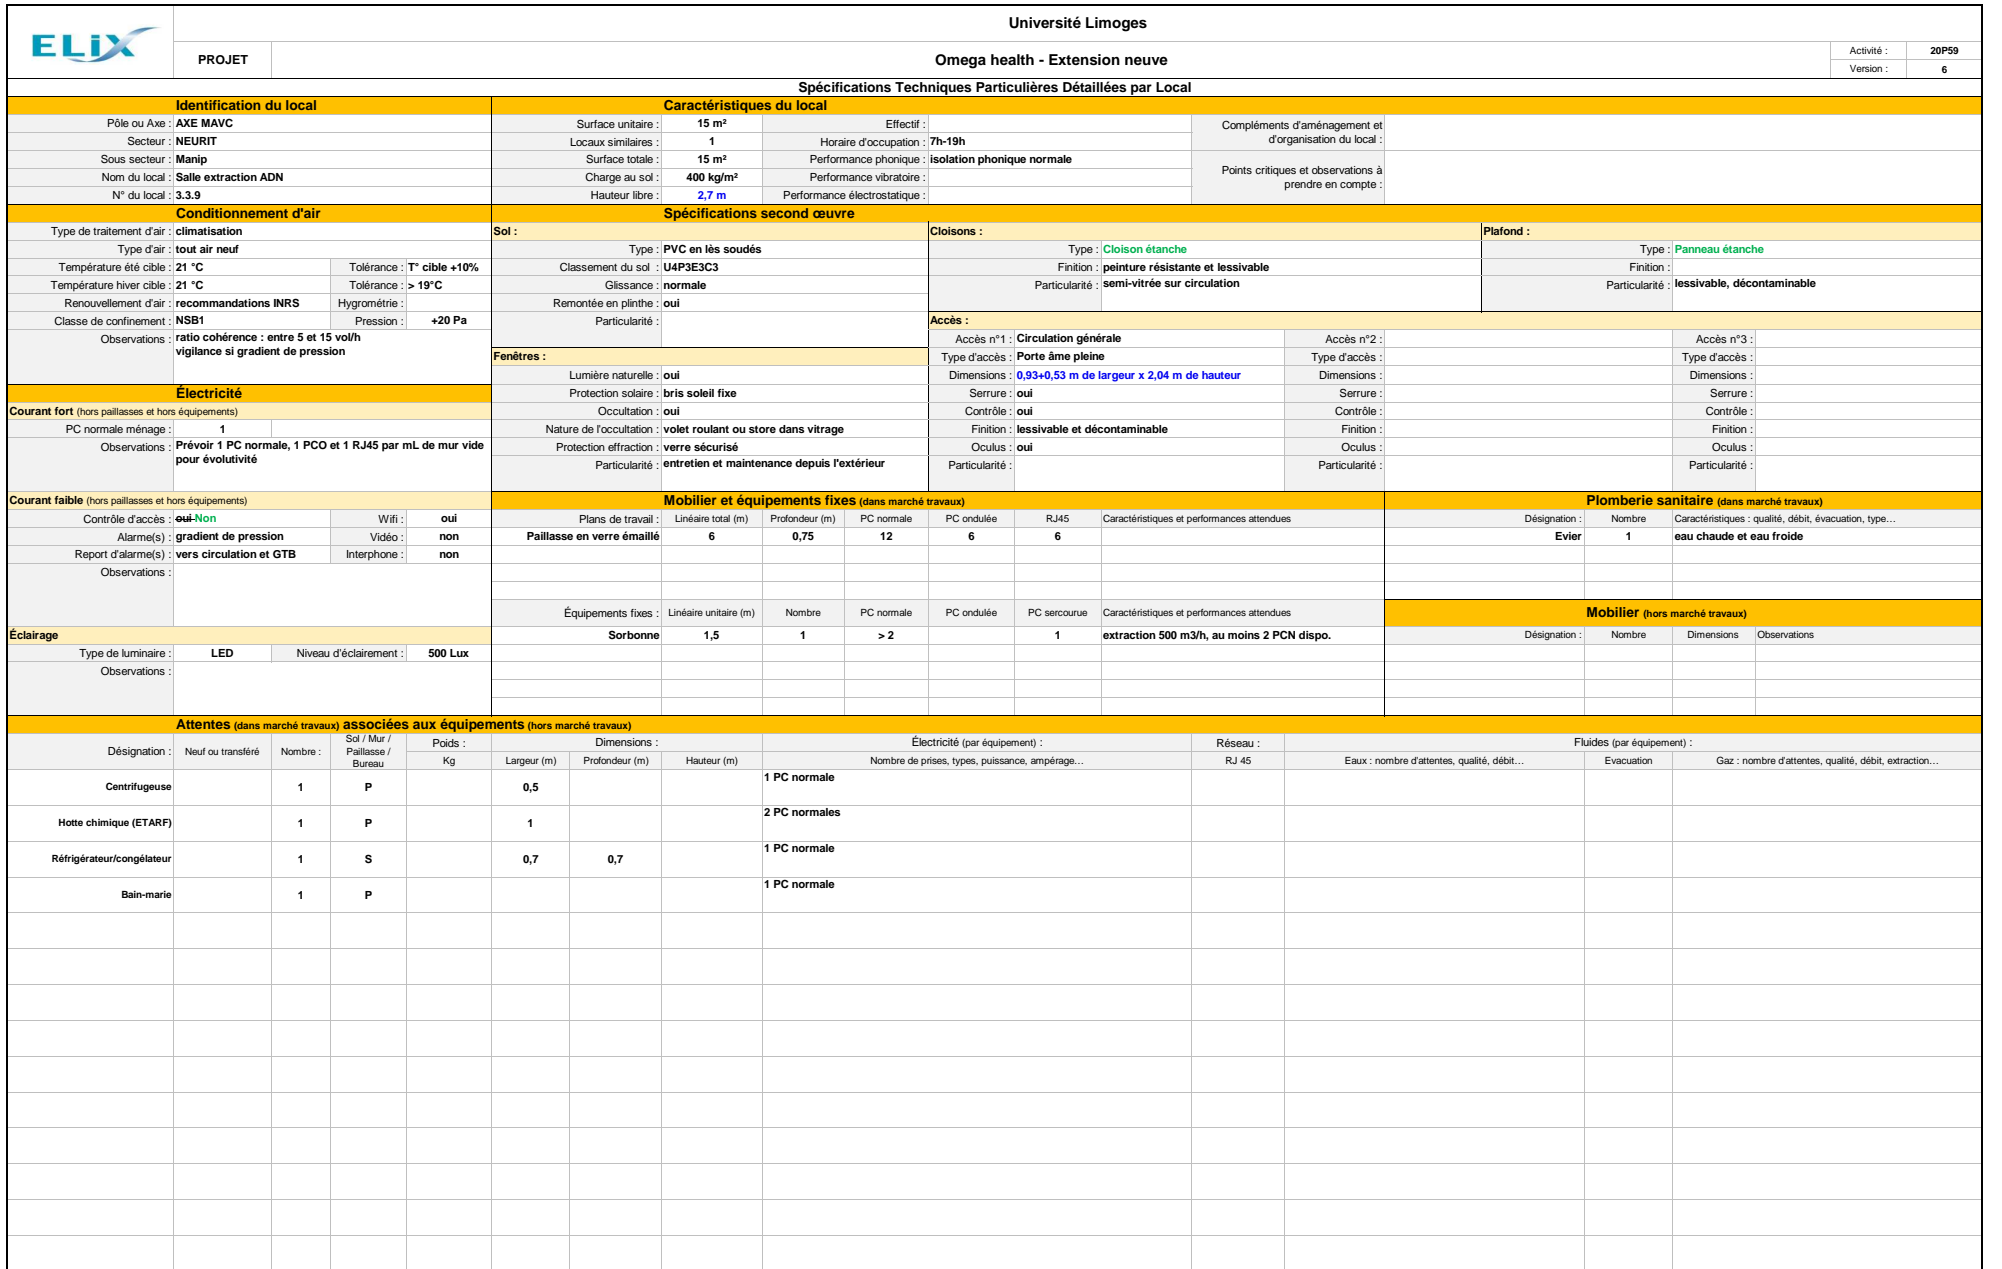 ELiX
Université Limoges
PROJET
Omega health - Extension neuve
Activité : 20P59
Version : 6
Spécifications Techniques Particulières Détaillées par Local
Identification du local
Caractéristiques du local
Pôle ou Axe : AXE MAVC
Secteur : NEURIT
Sous secteur : Manip
Nom du local : Salle extraction ADN
N° du local : 3.3.9
Surface unitaire : 15 m²
Locaux similaires : 1
Surface totale : 15 m²
Charge au sol : 400 kg/m²
Hauteur libre : 2,7 m
Effectif :
Horaire d'occupation : 7h-19h
Performance phonique : isolation phonique normale
Performance vibratoire :
Performance électrostatique :
Compléments d'aménagement et
d'organisation du local :
Points critiques et observations à
prendre en compte :
Conditionnement d'air
Type de traitement d'air : climatisation
Type d'air : tout air neuf
Température été cible : 21 °C Tolérance : T° cible +10%
Température hiver cible : 21 °C Tolérance : > 19°C
Renouvellement d'air : recommandations INRS Hygrométrie :
Classe de confinement : NSB1 Pression : +20 Pa
Observations : ratio cohérence : entre 5 et 15 vol/h
vigilance si gradient de pression
Spécifications second œuvre
Sol :
Type : PVC en lès soudés
Classement du sol : U4P3E3C3
Glissance : normale
Remontée en plinthe : oui
Particularité :
Cloisons :
Type : Cloison étanche
Finition : peinture résistante et lessivable
Particularité : semi-vitrée sur circulation
Plafond :
Type : Panneau étanche
Finition :
Particularité : lessivable, décontaminable
Fenêtres :
Lumière naturelle : oui
Protection solaire : bris soleil fixe
Occultation : oui
Nature de l'occultation : volet roulant ou store dans vitrage
Protection effraction : verre sécurisé
Particularité : entretien et maintenance depuis l'extérieur
Accès :
Accès n°1 : Circulation générale
Type d'accès : Porte âme pleine
Dimensions : 0,93+0,53 m de largeur x 2,04 m de hauteur
Serrure : oui
Contrôle : oui
Finition : lessivable et décontaminable
Oculus : oui
Particularité :
Accès n°2 :
Type d'accès :
Dimensions :
Serrure :
Contrôle :
Finition :
Oculus :
Particularité :
Accès n°3 :
Type d'accès :
Dimensions :
Serrure :
Contrôle :
Finition :
Oculus :
Particularité :
Électricité
Courant fort (hors paillasses et hors équipements)
PC normale ménage : 1
Observations : Prévoir 1 PC normale, 1 PCO et 1 RJ45 par mL de mur vide
pour évolutivité
Courant faible (hors paillasses et hors équipements)
Contrôle d'accès : oui Non Wifi : oui
Alarme(s) : gradient de pression Vidéo : non
Report d'alarme(s) : vers circulation et GTB Interphone : non
Observations :
Éclairage
Type de luminaire : LED Niveau d'éclairement : 500 Lux
Observations :
Mobilier et équipements fixes (dans marché travaux)
Plans de travail : Linéaire total (m) Profondeur (m) PC normale PC ondulée RJ45 Caractéristiques et performances attendues
Paillasse en verre émaillé 6 0,75 12 6 6
Équipements fixes : Linéaire unitaire (m) Nombre PC normale PC ondulée PC sercourue Caractéristiques et performances attendues
Sorbonne 1,5 1 > 2 1 extraction 500 m3/h, au moins 2 PCN dispo.
Plomberie sanitaire (dans marché travaux)
Désignation : Nombre Caractéristiques : qualité, débit, évacuation, type…
Evier 1 eau chaude et eau froide
Mobilier (hors marché travaux)
Désignation : Nombre Dimensions Observations
Attentes (dans marché travaux) associées aux équipements (hors marché travaux)
Désignation : Neuf ou transféré Nombre : Sol / Mur /
Paillasse /
Bureau
Poids :
Kg
Dimensions :
Largeur (m) Profondeur (m) Hauteur (m)
Électricité (par équipement) :
Nombre de prises, types, puissance, ampérage…
Réseau :
RJ 45
Fluides (par équipement) :
Eaux : nombre d'attentes, qualité, débit… Evacuation Gaz : nombre d'attentes, qualité, débit, extraction…
Centrifugeuse 1 P 0,5 1 PC normale
Hotte chimique (ETARF) 1 P 1 2 PC normales
Réfrigérateur/congélateur 1 S 0,7 0,7 1 PC normale
Bain-marie 1 P 1 PC normale